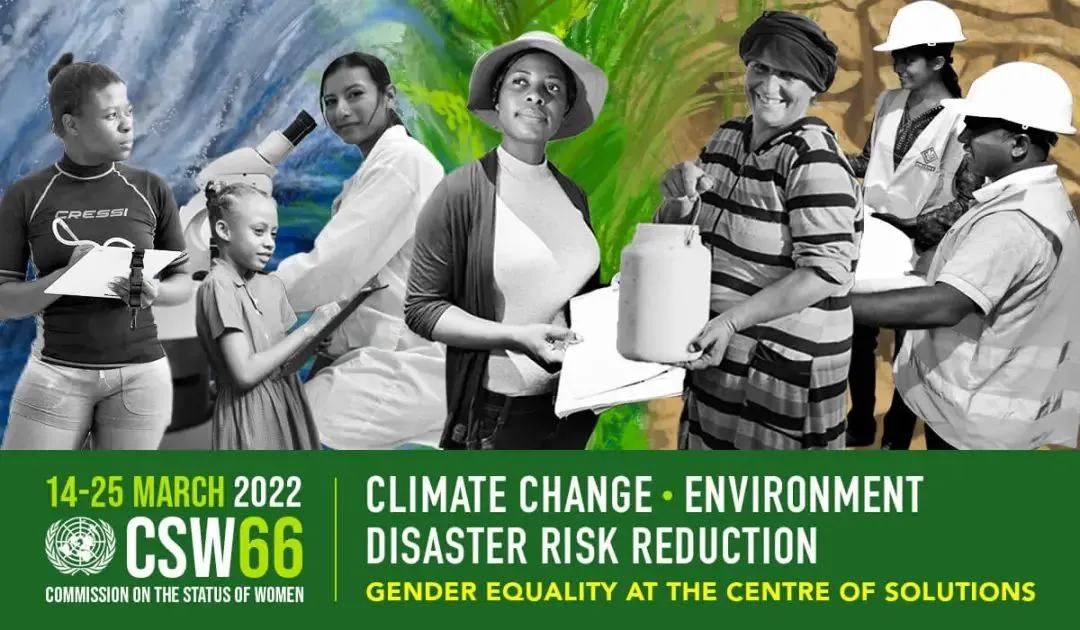 CRESSI
14-25 MARCH 2022
CSW66
COMMISSION ON THE STATUS OF WOMEN
CLIMATE CHANGE • ENVIRONMENT
DISASTER RISK REDUCTION
GENDER EQUALITY AT THE CENTRE OF SOLUTIONS